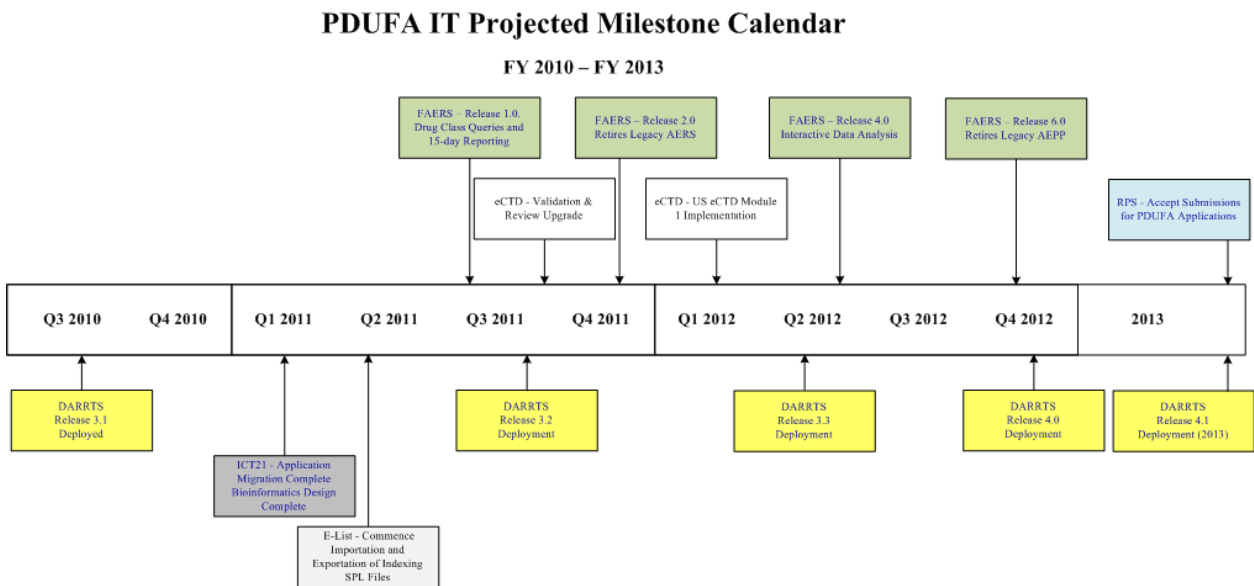 PDUFA IT Projected Milestone Calendar
FY 2010 – FY 2013
FAERS – Release 1.0.
Drug Class Queries and
15-day Reporting
FAERS – Release 2.0
Retires Legacy AERS
FAERS – Release 4.0
Interactive Data Analysis
FAERS – Release 6.0
Retires Legacy AEPP
eCTD - Validation &
Review Upgrade
eCTD - US eCTD Module
1 Implementation
RPS - Accept Submissions
for PDUFA Applications
Q3 2010
Q4 2010
Q1 2011
Q2 2011
Q3 2011
Q4 2011
Q1 2012
Q2 2012
Q3 2012
Q4 2012
2013
DARRTS
Release 3.1
Deployed
DARRTS
Release 3.2
Deployment
DARRTS
Release 3.3
Deployment
DARRTS
Release 4.0
Deployment
DARRTS
Release 4.1
Deployment (2013)
ICT21 - Application
Migration Complete
Bioinformatics Design
Complete
E-List - Commence
Importation and
Exportation of Indexing
SPL Files